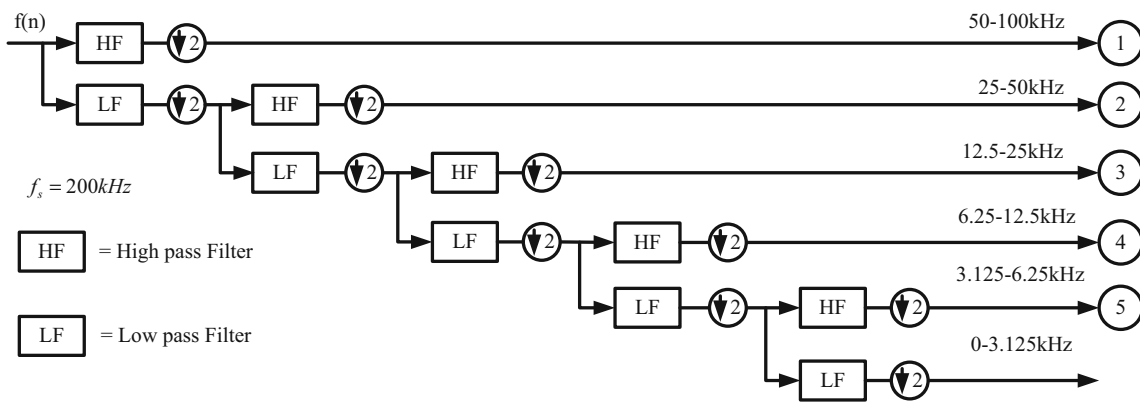 f(n)
HF
2
50-100kHz
1
LF
2
HF
2
25-50kHz
2
LF
2
HF
2
12.5-25kHz
3
f_s = 200kHz
LF
2
HF
2
6.25-12.5kHz
4
HF = High pass Filter
LF
2
HF
2
3.125-6.25kHz
5
LF = Low pass Filter
LF
2
0-3.125kHz